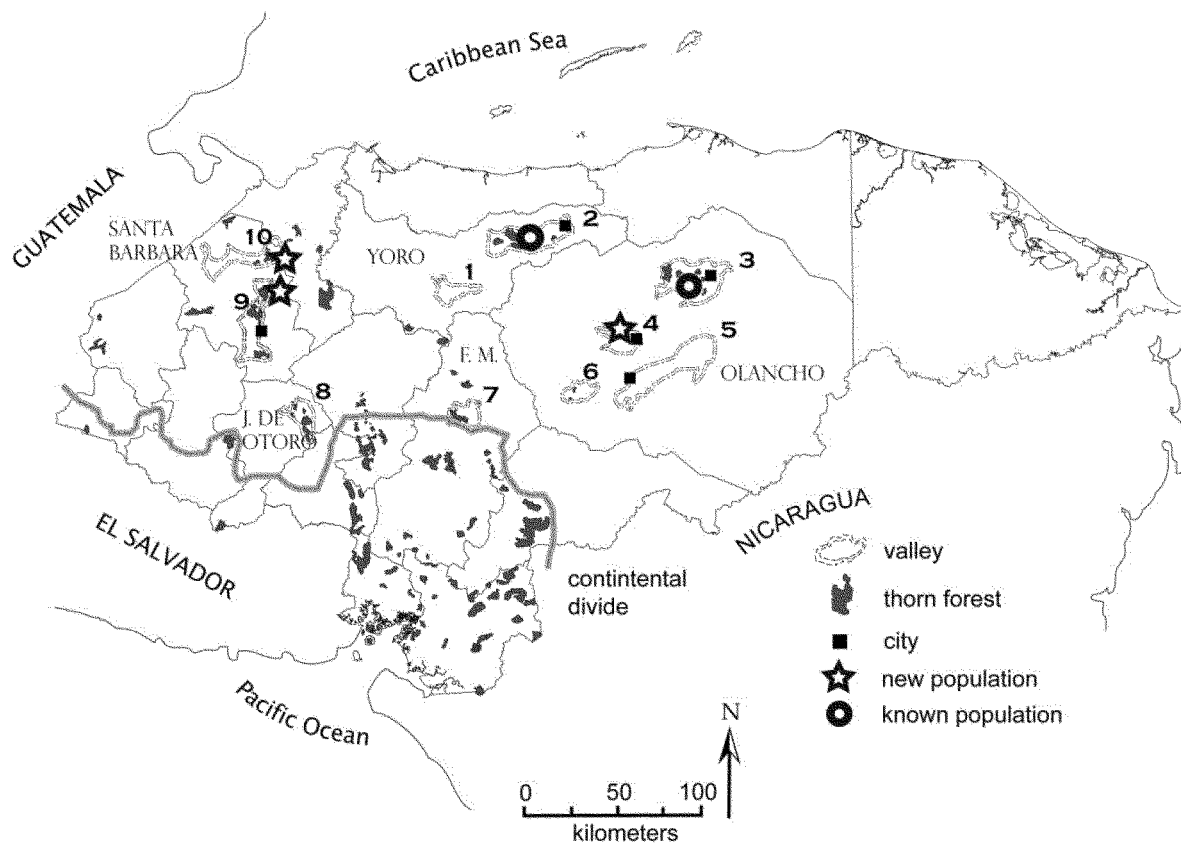 Caribbean Sea
GUATEMALA
SANTA
BARBARA
10
YORO
2
1
3
9
4
5
F. M.
6
OLANCHO
8
7
J. DE
OTORO
EL SALVADOR
NICARAGUA
contintental
divide
valley
thorn forest
city
new population
known population
Pacific Ocean
N
0 50 100
kilometers